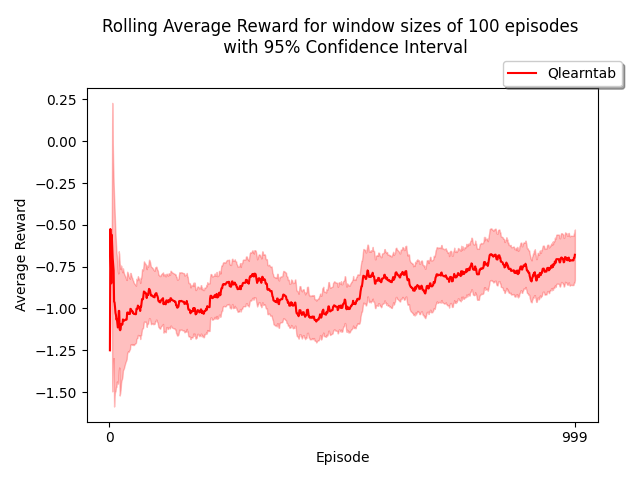 Rolling Average Reward for window sizes of 100 episodes
with 95% Confidence Interval
Qlearntab
0.25
0.00
−0.25
−0.50
−0.75
−1.00
−1.25
−1.50
Average Reward
0
999
Episode